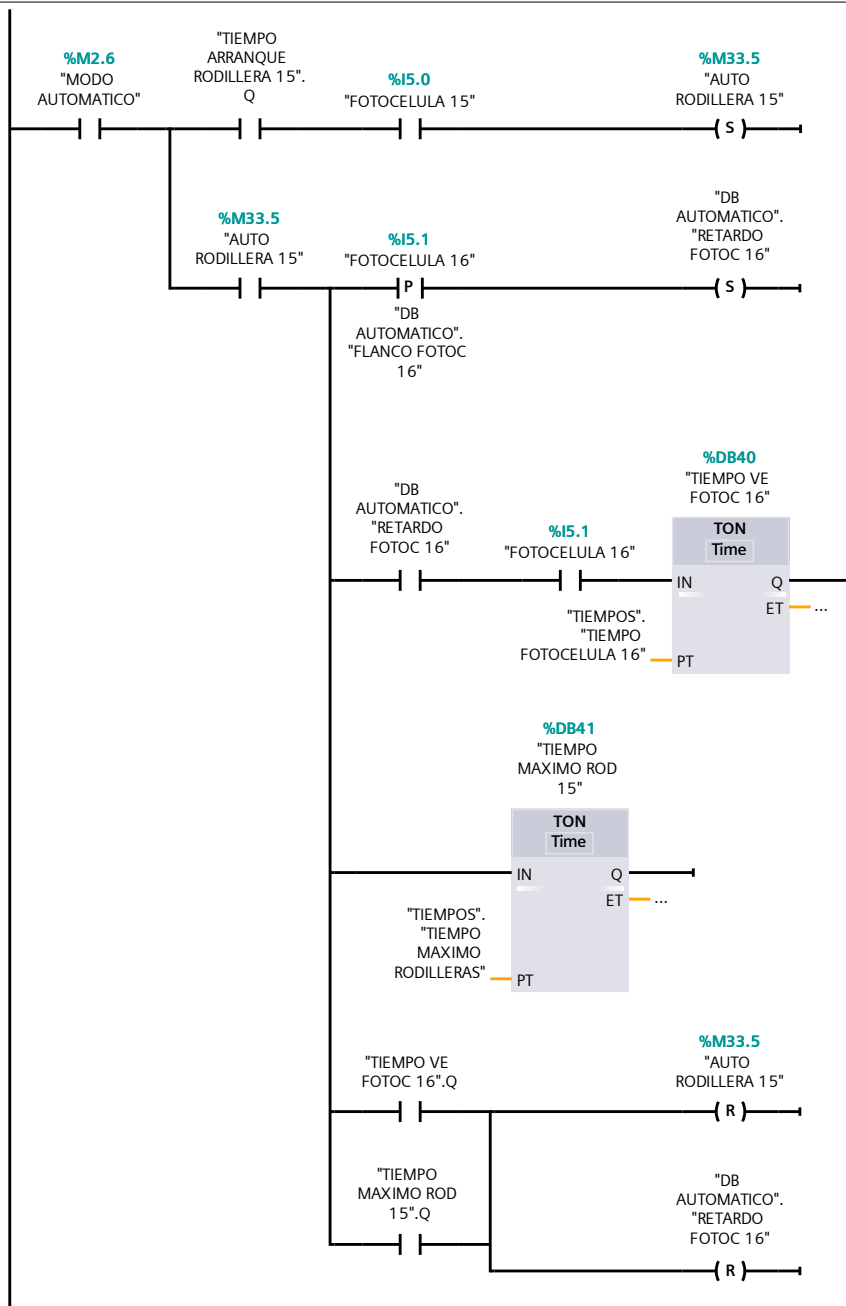 "TIEMPO
ARRANQUE
RODILLERA 15".
Q
%M2.6
"MODO
AUTOMATICO"
%I5.0
"FOTOCELULA 15"
%M33.5
"AUTO
RODILLERA 15"
S
%M33.5
"AUTO
RODILLERA 15"
%I5.1
"FOTOCELULA 16"
P
"DB
AUTOMATICO".
"FLANCO FOTOC
16"
"DB
AUTOMATICO".
"RETARDO
FOTOC 16"
S
"DB
AUTOMATICO".
"RETARDO
FOTOC 16"
%I5.1
"FOTOCELULA 16"
%DB40
"TIEMPO VE
FOTOC 16"
TON
Time
IN
Q
ET
...
"TIEMPOS".
"TIEMPO
FOTOCELULA 16"
PT
%DB41
"TIEMPO
MAXIMO ROD
15"
TON
Time
IN
Q
ET
...
"TIEMPOS".
"TIEMPO
MAXIMO
RODILLERAS"
PT
"TIEMPO VE
FOTOC 16".Q
%M33.5
"AUTO
RODILLERA 15"
R
"TIEMPO
MAXIMO ROD
15".Q
"DB
AUTOMATICO".
"RETARDO
FOTOC 16"
R